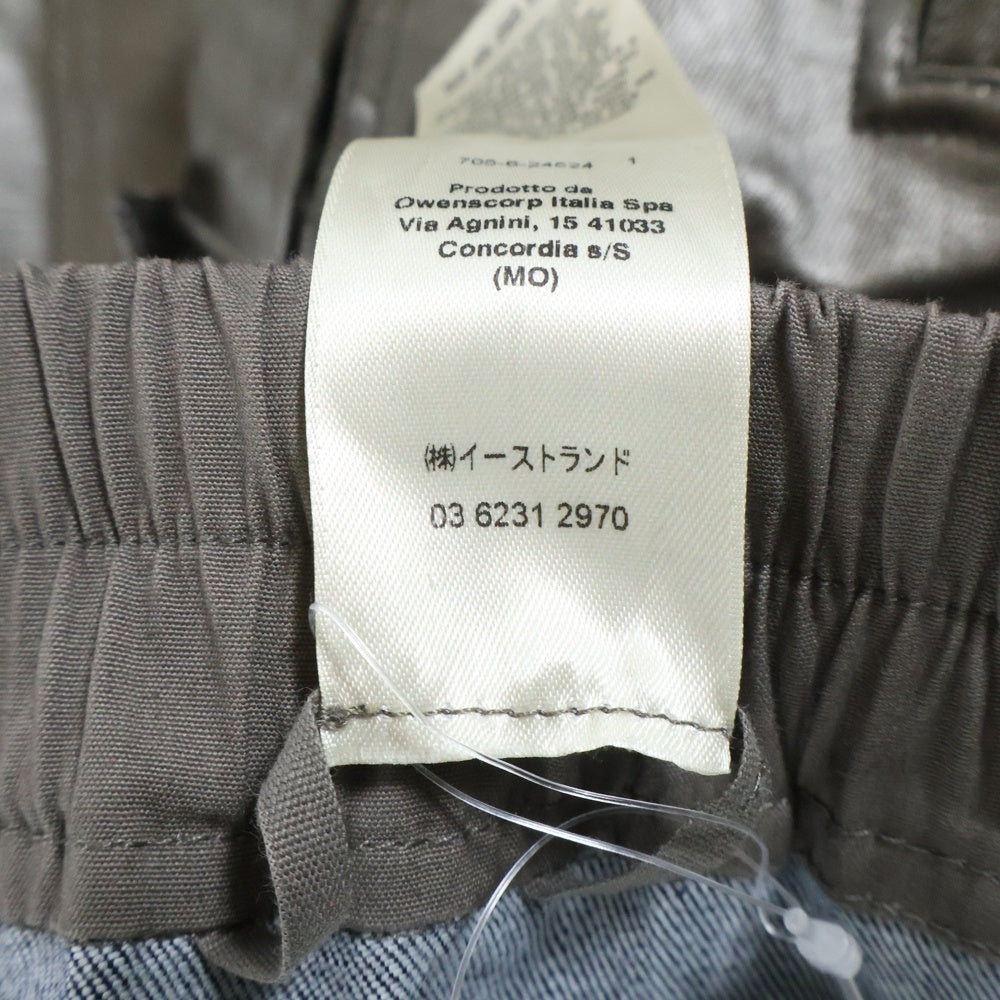 Prodotto da
Owenscorp Italia Spa
Via Agnini, 15 41033
Concordia s/S
(MO)
㈱イーストランド
03 6231 2970